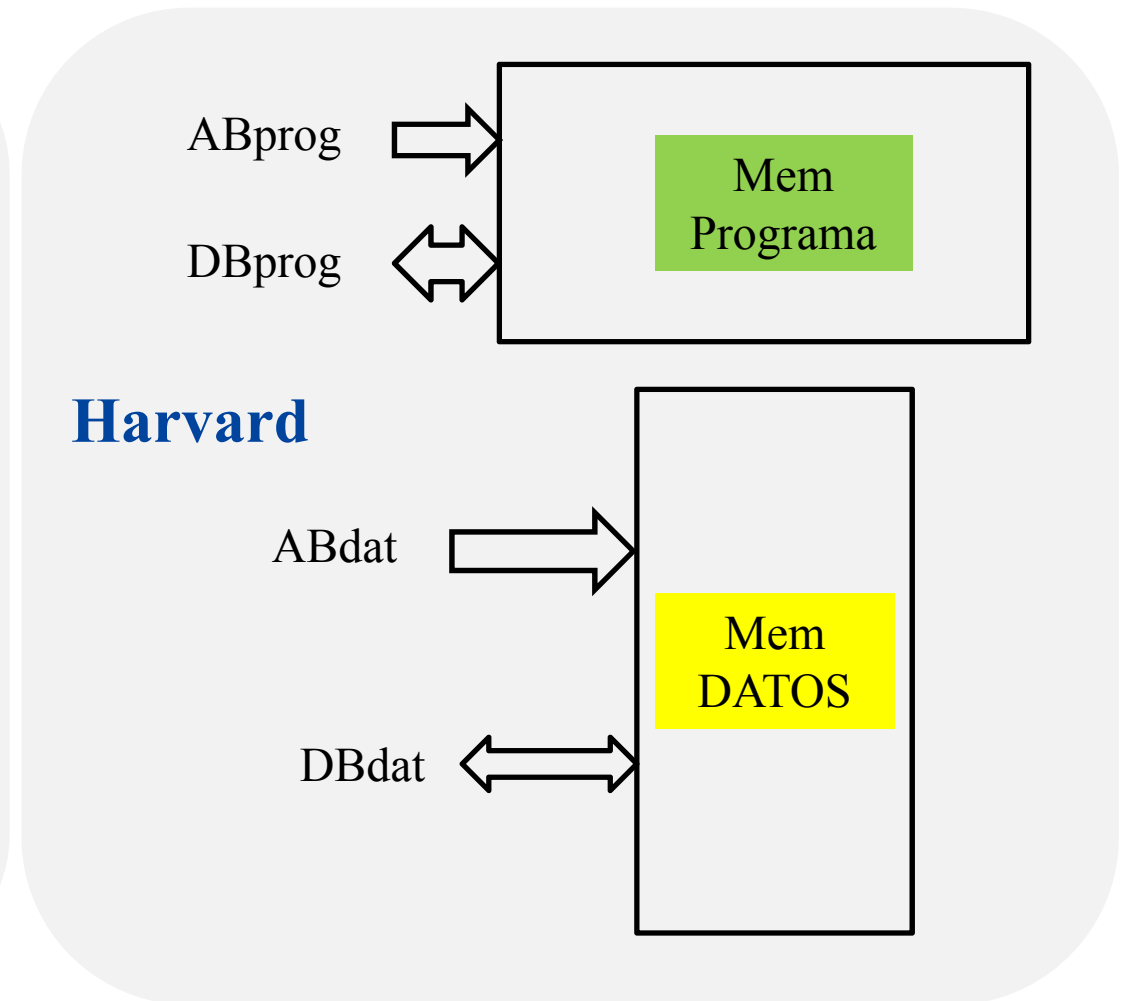 ABprog
Mem
Programa
DBprog
Harvard
ABdat
Mem
DATOS
DBdat